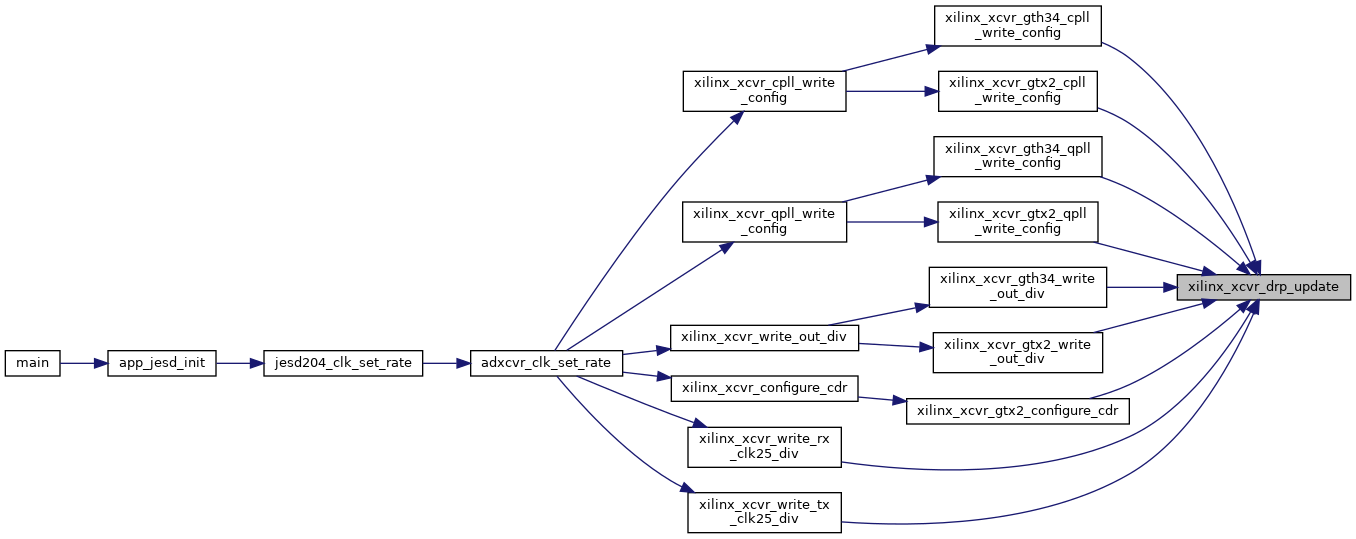 xilinx_xcvr_gth34_cpll
_write_config
xilinx_xcvr_cpll_write
_config
xilinx_xcvr_gtx2_cpll
_write_config
xilinx_xcvr_gth34_qpll
_write_config
xilinx_xcvr_qpll_write
_config
xilinx_xcvr_gtx2_qpll
_write_config
xilinx_xcvr_gth34_write
_out_div
xilinx_xcvr_drp_update
xilinx_xcvr_write_out_div
xilinx_xcvr_gtx2_write
_out_div
main
app_jesd_init
jesd204_clk_set_rate
adxcvr_clk_set_rate
xilinx_xcvr_configure_cdr
xilinx_xcvr_gtx2_configure_cdr
xilinx_xcvr_write_rx
_clk25_div
xilinx_xcvr_write_tx
_clk25_div